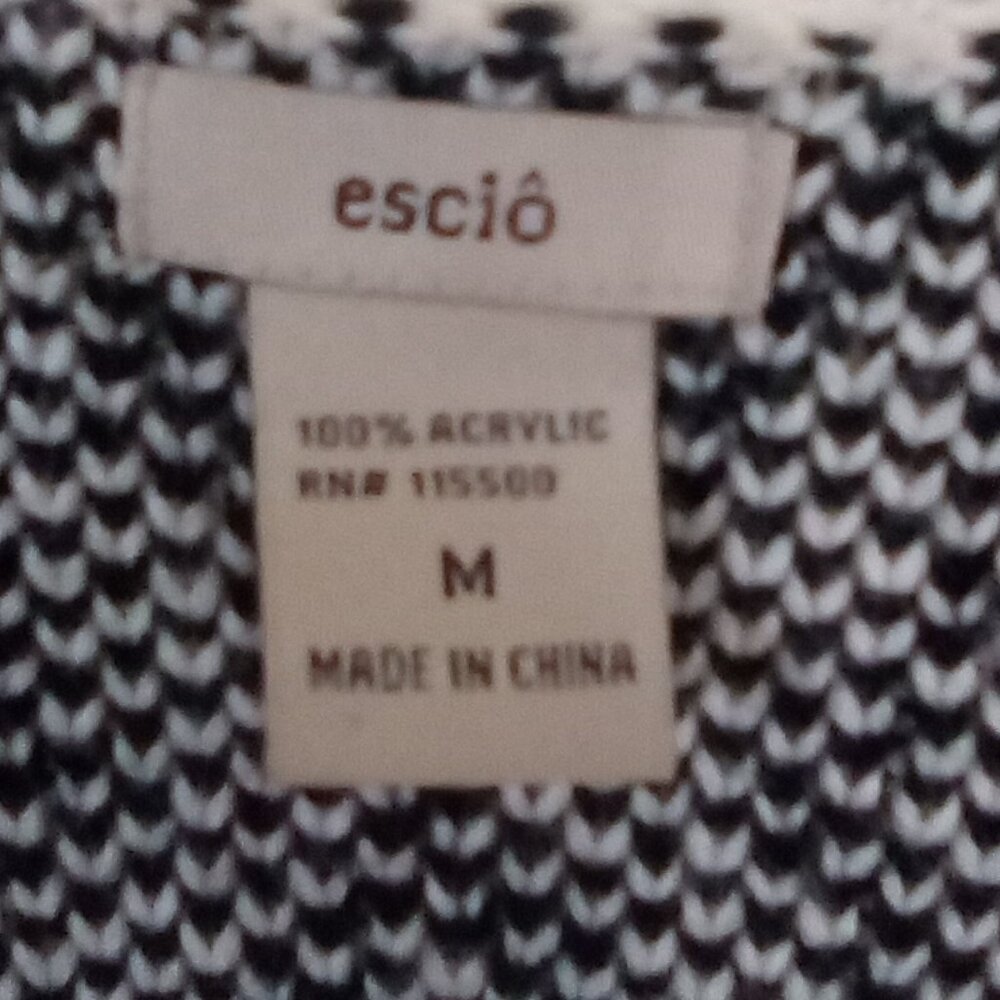 esciô
100% ACRYLIC
RN# 115500
M
MADE IN CHINA